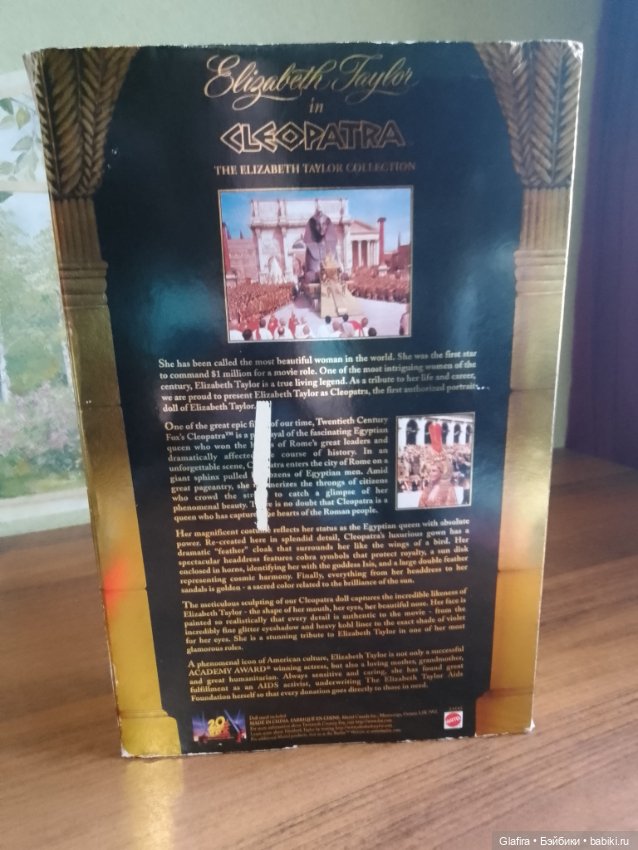 Elizabeth Taylor
in
CLEOPATRA
THE ELIZABETH TAYLOR COLLECTION
She has been called the most beautiful woman in the world. She was the first star
to command $1 million for a movie role. One of the most intriguing women of the
century, Elizabeth Taylor is a true living legend. As a tribute to her life and career,
we are proud to present Elizabeth Taylor as Cleopatra, the first authorized portrait
doll of Elizabeth Taylor.
One of the great epic of our time, Twentieth Century
Fox's Cleopatra™ is a of the fascinating Egyptian
queen who won the of Rome's great leaders and
dramatically affected course of history. In an
unforgettable scene, enters the city of Rome on a
giant sphinx pulled of Egyptian men. Amid
great pageantry, she the throngs of citizens
who crowd the to catch a glimpse of her
phenomenal beauty. is no doubt that Cleopatra is a
queen who has hearts of the Roman people.
Her magnificent costume reflects her status as the Egyptian queen with absolute
power. Re-created here in splendid detail, Cleopatra's luxurious gown has a
dramatic "feather" cloak that surrounds her like the wings of a bird. Her
spectacular headdress features cobra symbols that protect royalty, a sun disk
enclosed in horns, identifying her with the goddess Isis, and a large double feather
representing cosmic harmony. Finally, everything from her headdress to her
sandals is golden - a sacred color related to the brilliance of the sun.
The meticulous sculpting of our Cleopatra doll captures the incredible likeness of
Elizabeth Taylor - the shape of her mouth, her eyes, her beautiful nose. Her face is
painted so realistically that every detail is authentic to the movie - from the
incredibly fine glitter eyeshadow and heavy kohl liner to the exact shade of violet
for her eyes. She is a stunning tribute to Elizabeth Taylor in one of her most
glamorous roles.
A phenomenal icon of American culture, Elizabeth Taylor is not only a successful
ACADEMY AWARD® winning actress, but also a loving mother, grandmother,
and great humanitarian. Always sensitive and caring, she has found great
fulfillment as an AIDS activist, underwriting The Elizabeth Taylor Aids
Foundation herself so that every donation goes directly to those in need.
20
MATTEL
Glafira • Бэйбики • babiki.ru